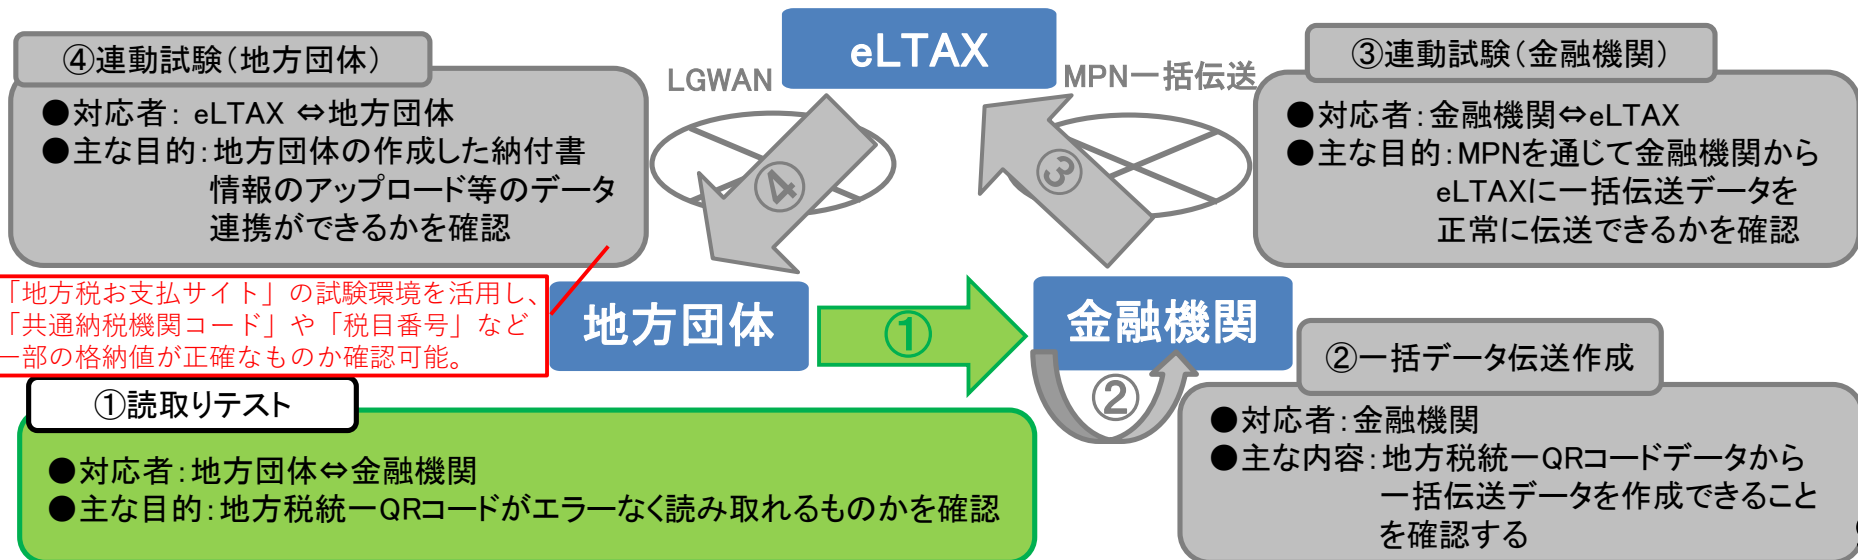 eLTAX
④連動試験（地方団体）
●対応者：eLTAX ⇔地方団体
●主な目的：地方団体の作成した納付書
情報のアップロード等のデータ
連携ができるかを確認
LGWAN
④
MPN一括伝送
③
③連動試験（金融機関）
●対応者：金融機関⇔eLTAX
●主な目的：MPNを通じて金融機関から
eLTAXに一括伝送データを
正常に伝送できるかを確認
「地方税お支払サイト」の試験環境を活用し、
「共通納税機関コード」や「税目番号」など
一部の格納値が正確なものか確認可能。
地方団体
①
金融機関
②
①読取りテスト
●対応者：地方団体⇔金融機関
●主な目的：地方税統一QRコードがエラーなく読み取れるものかを確認
②一括データ伝送作成
●対応者：金融機関
●主な内容：地方税統一QRコードデータから
一括伝送データを作成できること
を確認する